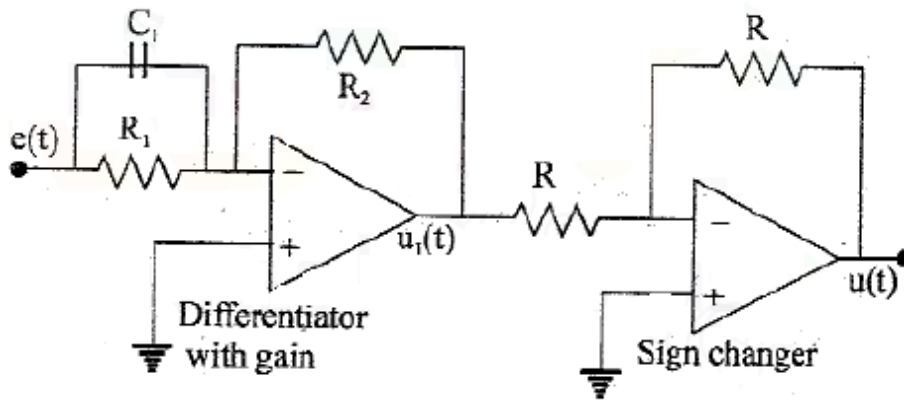 C₁
R
R₂
e(t)
R₁
−
R
−
+
u₁(t)
+
u(t)
Differentiator
with gain
Sign changer